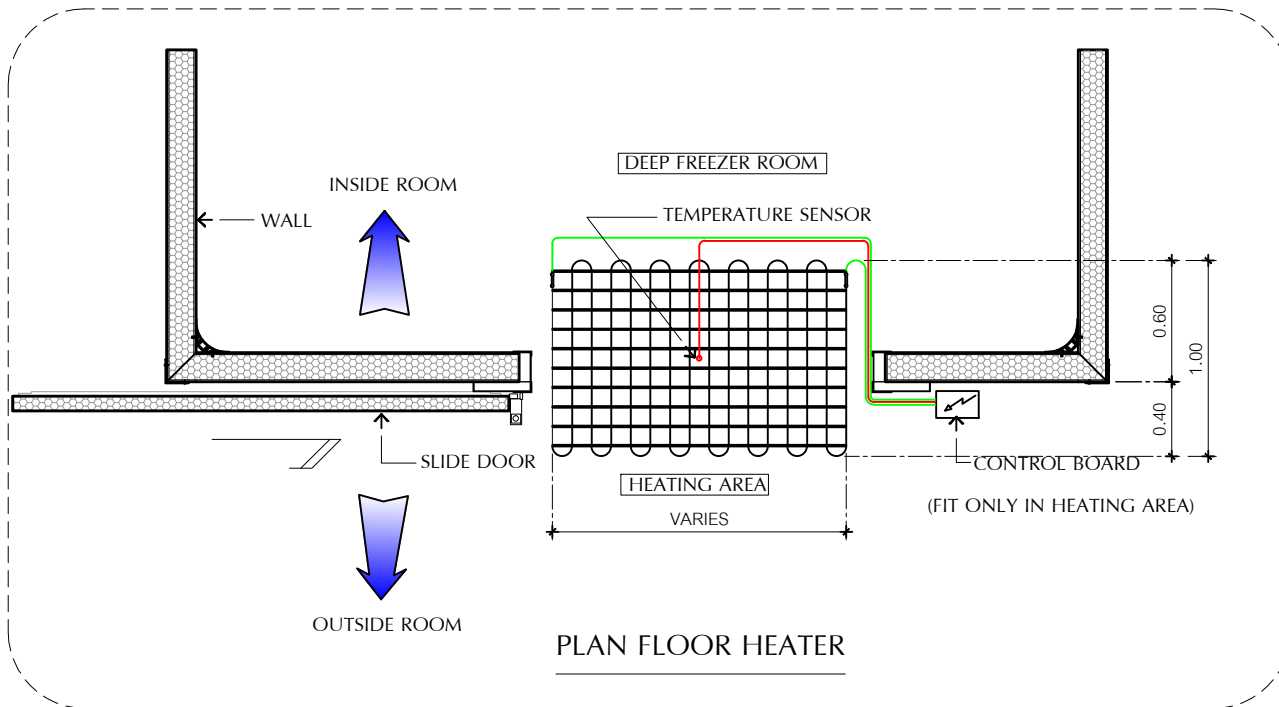 DEEP FREEZER ROOM
INSIDE ROOM
TEMPERATURE SENSOR
WALL
0.60
1.00
0.40
SLIDE DOOR
CONTROL BOARD
HEATING AREA
(FIT ONLY IN HEATING AREA)
VARIES
OUTSIDE ROOM
PLAN FLOOR HEATER